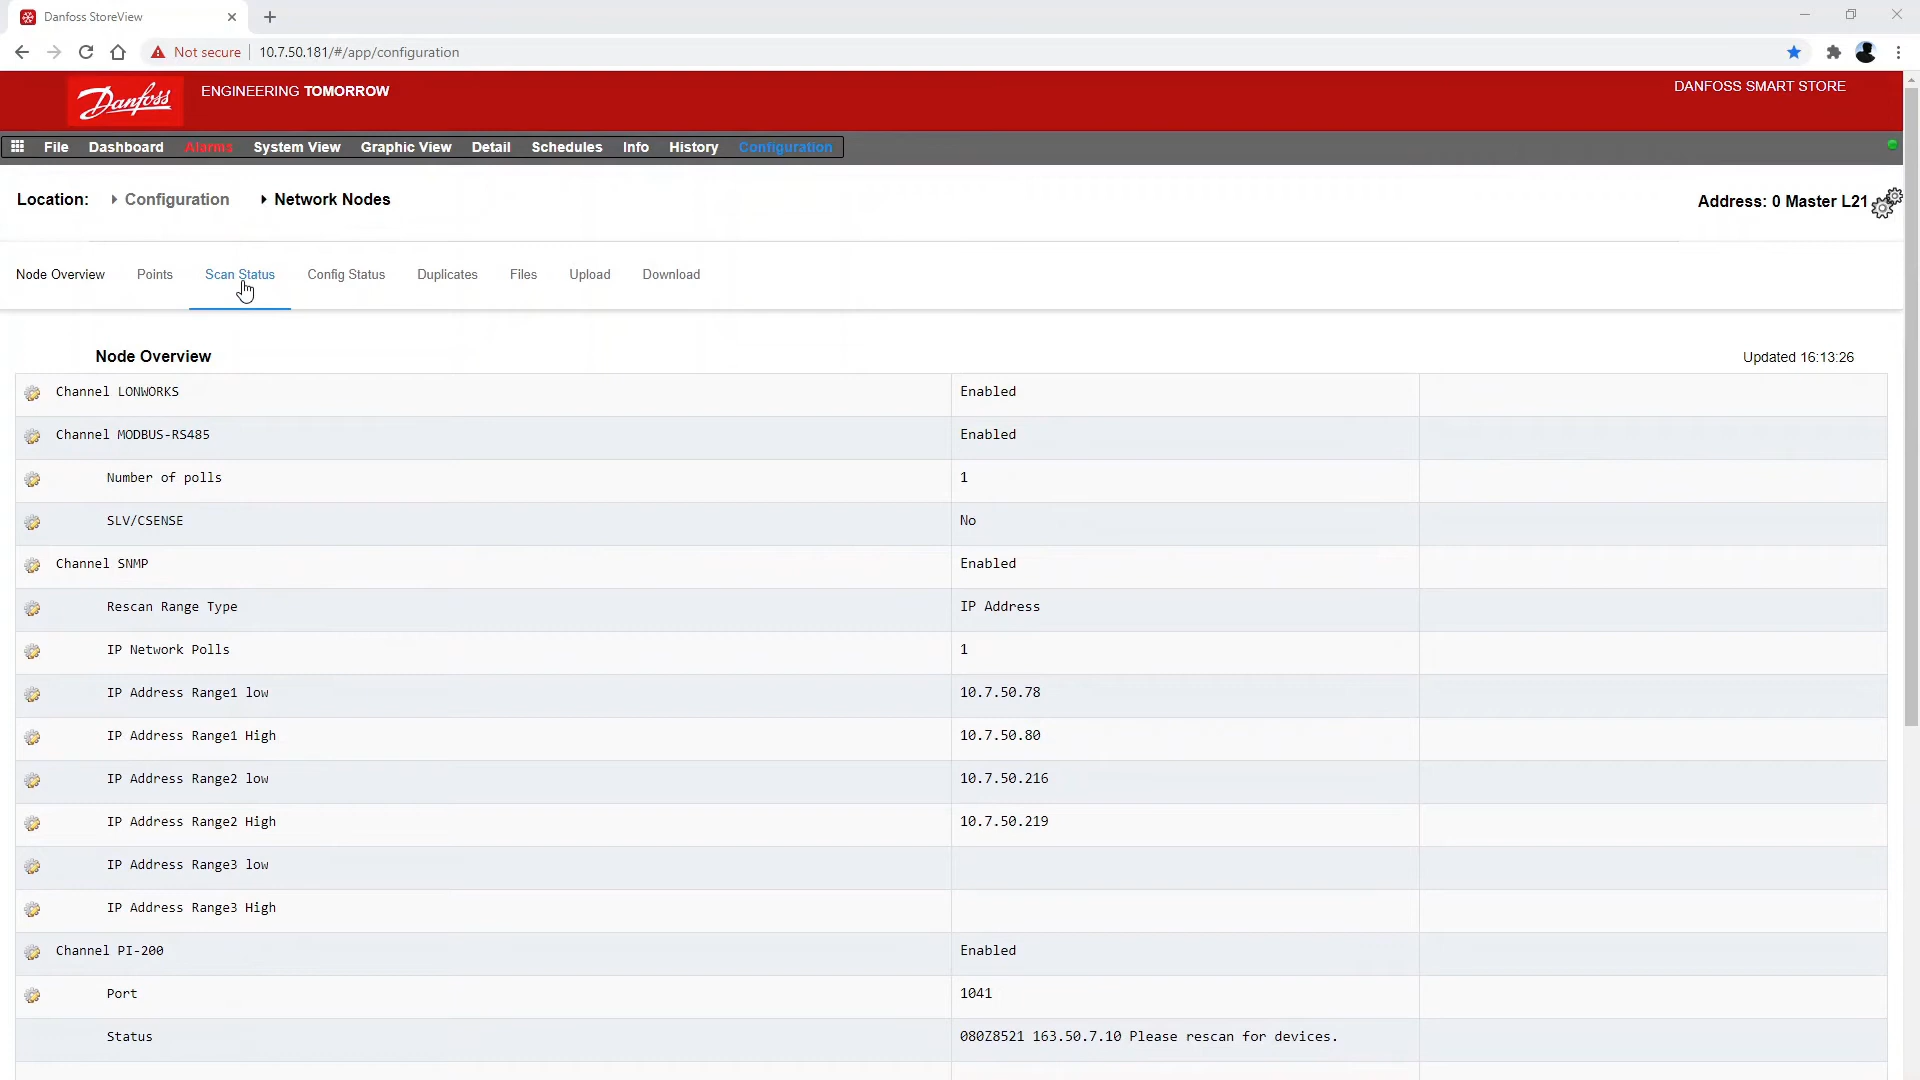 Danfoss StoreView
Not secure 10.7.50.181/#/app/configuration
Danfoss ENGINEERING TOMORROW DANFOSS SMART STORE
File Dashboard Alarms System View Graphic View Detail Schedules Info History Configuration
Location: Configuration Network Nodes Address: 0 Master L21
Node Overview Points Scan Status Config Status Duplicates Files Upload Download
Node Overview Updated 16:13:26
Channel LONWORKS Enabled
Channel MODBUS-RS485 Enabled
Number of polls 1
SLV/CSENSE No
Channel SNMP Enabled
Rescan Range Type IP Address
IP Network Polls 1
IP Address Range1 low 10.7.50.78
IP Address Range1 High 10.7.50.80
IP Address Range2 low 10.7.50.216
IP Address Range2 High 10.7.50.219
IP Address Range3 low
IP Address Range3 High
Channel PI-200 Enabled
Port 1041
Status 080Z8521 163.50.7.10 Please rescan for devices.